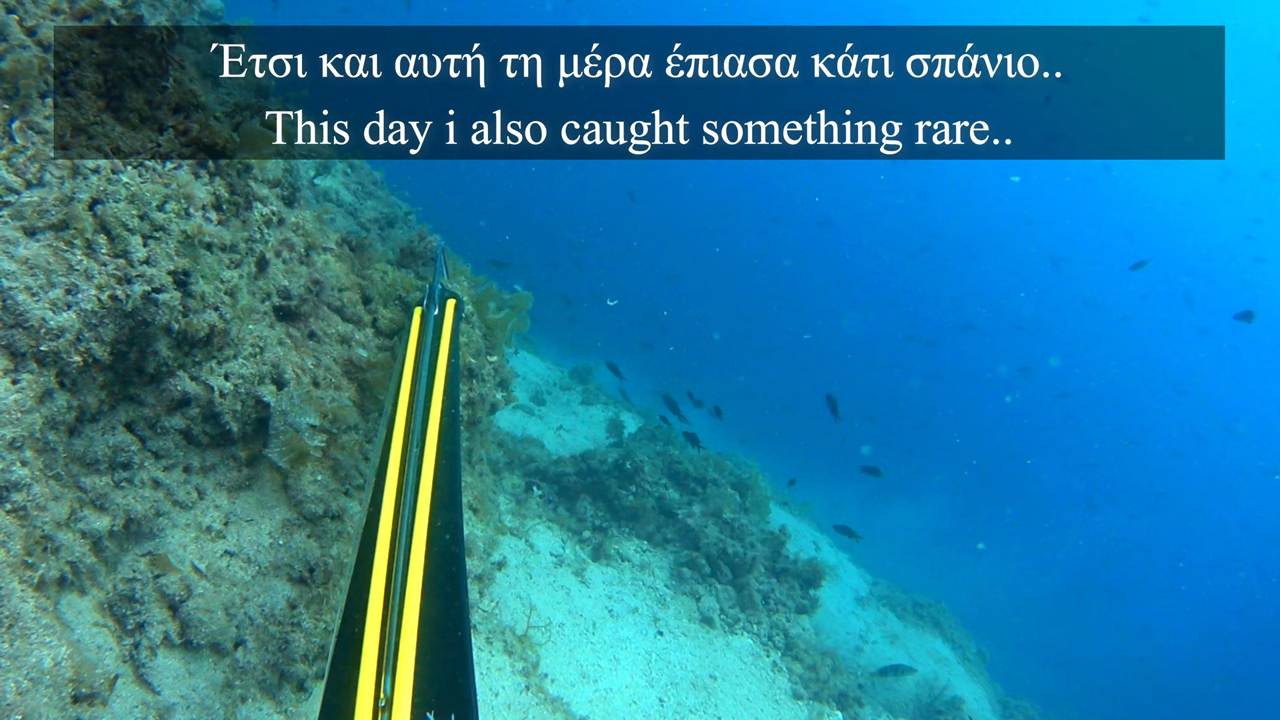 Έτσι και αυτή τη μέρα έπιασα κάτι σπάνιο..
This day i also caught something rare..